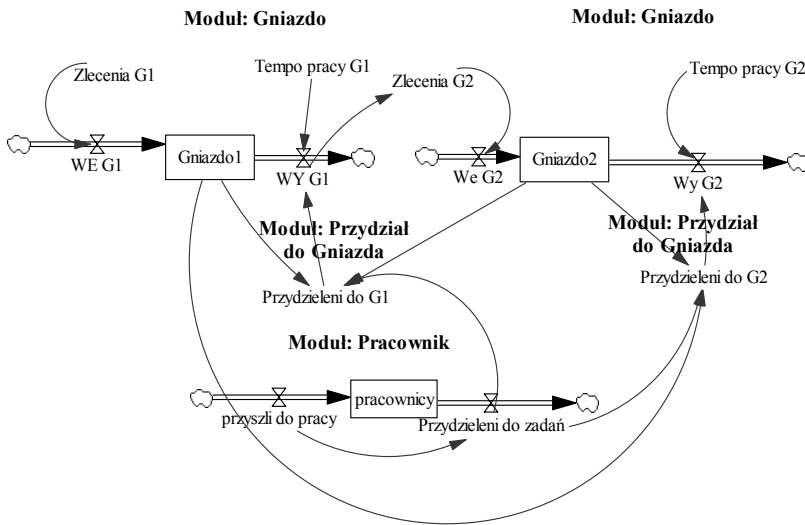 Moduł: Gniazdo
Moduł: Gniazdo
Zlecenia G1
Tempo pracy G1
Zlecenia G2
Tempo pracy G2
WE G1
Gniazdo1
WY G1
We G2
Gniazdo2
Wy G2
Moduł: Przydział
do Gniazda
Moduł: Przydział
do Gniazda
Przydzieleni do G1
Przydzieleni do G2
Moduł: Pracownik
przyszli do pracy
pracownicy
Przydzieleni do zadań